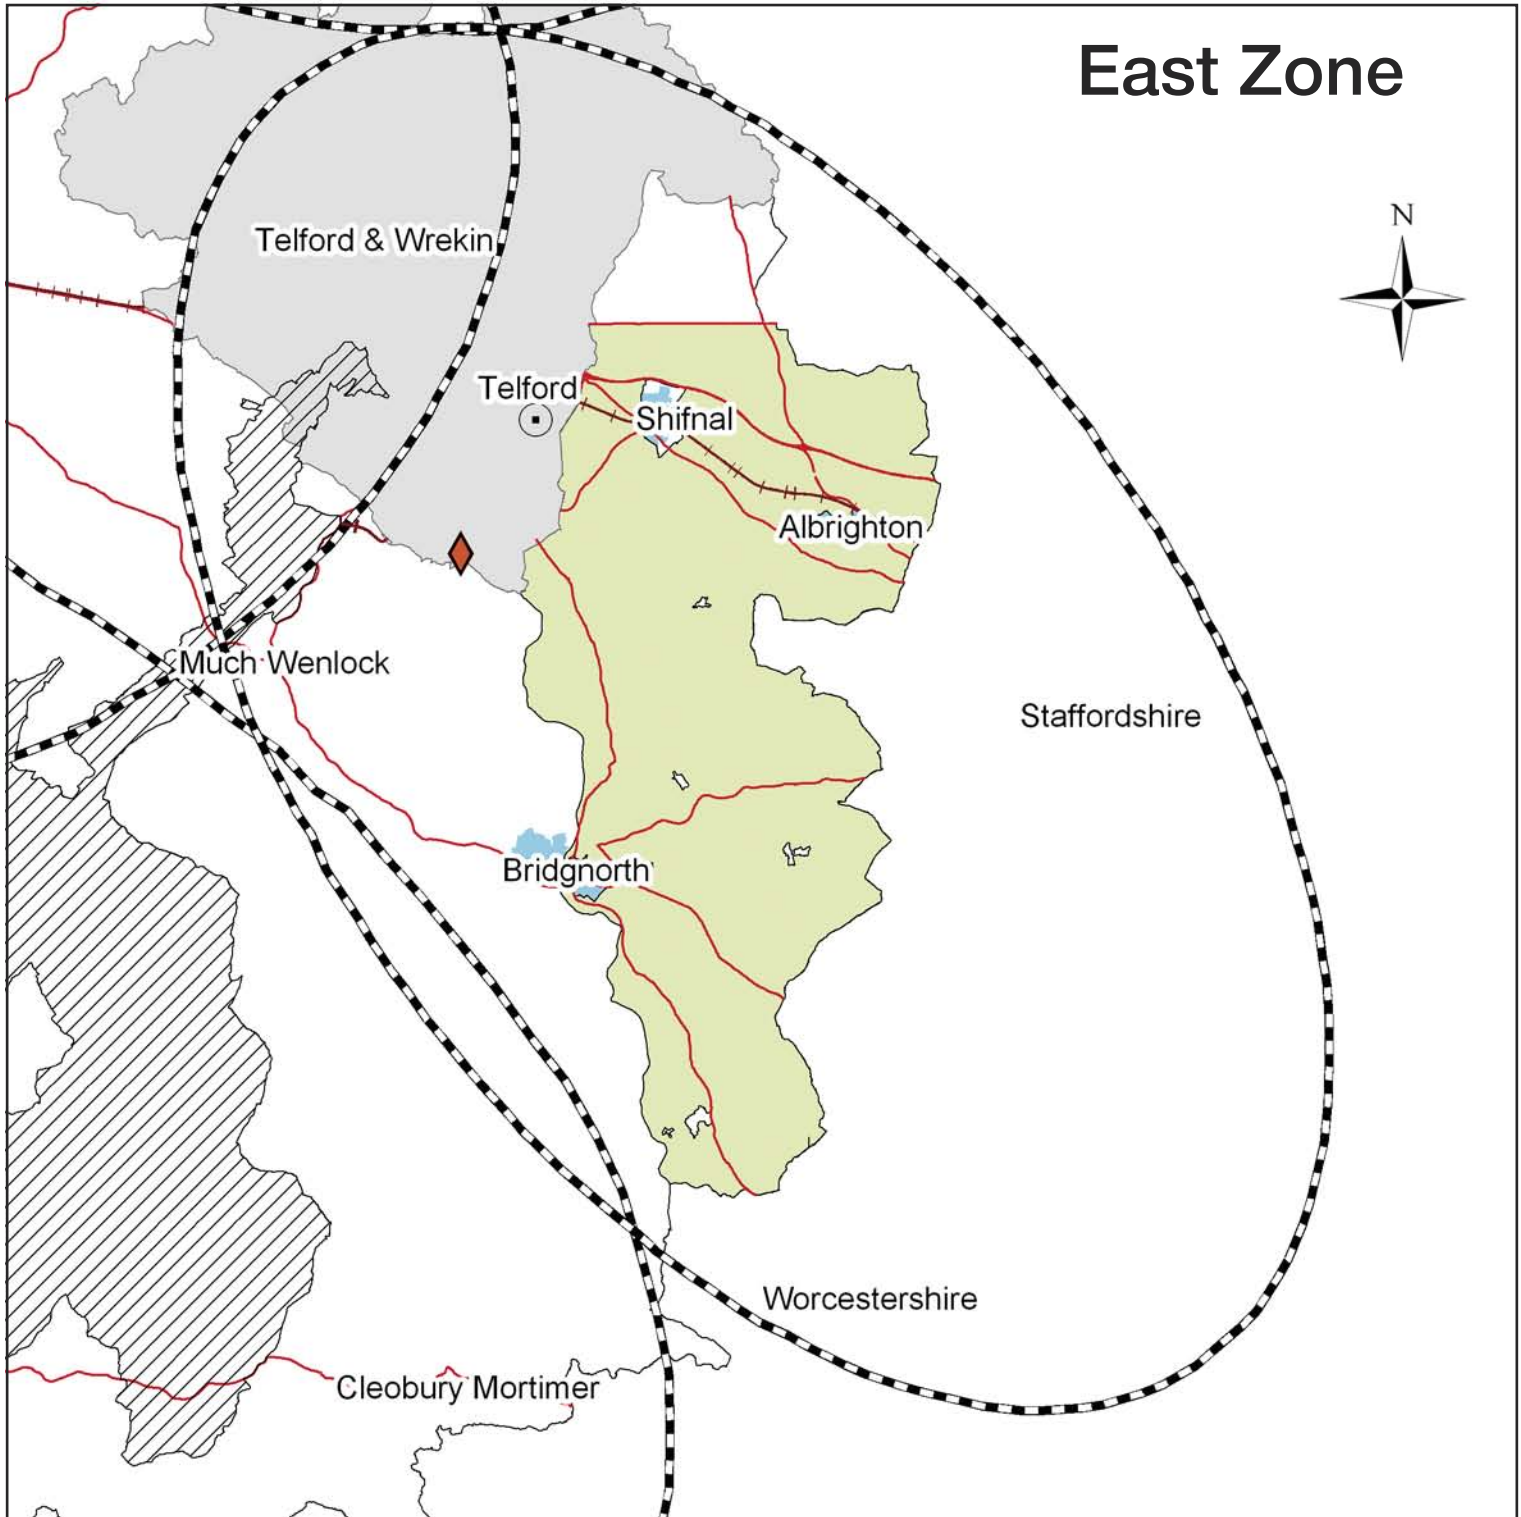 East Zone
N
Telford & Wrekin
Telford
Shifnal
Albrighton
Much Wenlock
Staffordshire
Bridgnorth
Worcestershire
Cleobury Mortimer